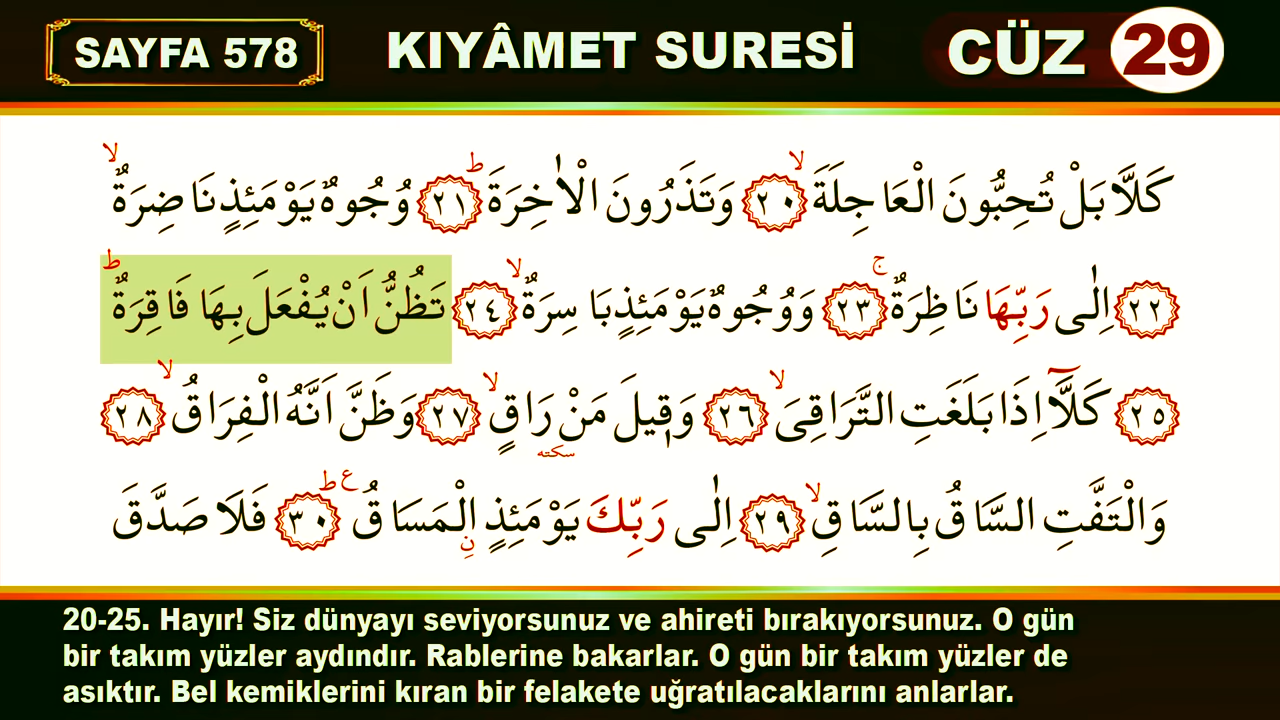 SAYFA 578
KIYÂMET SURESİ
CÜZ 29
كَلَّا بَلْ تُحِبُّونَ الْعَاجِلَةَۙ ﴿٢٠﴾ وَتَذَرُونَ الْاٰخِرَةَۜ ﴿٢١﴾ وُجُوهٌ يَوْمَئِذٍ نَاضِرَةٌۙ
﴿٢٢﴾ اِلٰى رَبِّهَا نَاظِرَةٌۚ ﴿٢٣﴾ وَوُجُوهٌ يَوْمَئِذٍ بَاسِرَةٌۙ ﴿٢٤﴾ تَظُنُّ اَنْ يُفْعَلَ بِهَا فَاقِرَةٌۜ
﴿٢٥﴾ كَلَّٓا اِذَا بَلَغَتِ التَّرَاقِيَۙ ﴿٢٦﴾ وَقٖيلَ مَنْ رَاقٍۙ ﴿٢٧﴾ وَظَنَّ اَنَّهُ الْفِرَاقُۙ ﴿٢٨﴾
سكته
وَالْتَفَّتِ السَّاقُ بِالسَّاقِۙ ﴿٢٩﴾ اِلٰى رَبِّكَ يَوْمَئِذٍ الْمَسَاقُۜ ع ﴿٣٠﴾ فَلَا صَدَّقَ
ن
20-25. Hayır! Siz dünyayı seviyorsunuz ve ahireti bırakıyorsunuz. O gün
bir takım yüzler aydındır. Rablerine bakarlar. O gün bir takım yüzler de
asıktır. Bel kemiklerini kıran bir felakete uğratılacaklarını anlarlar.